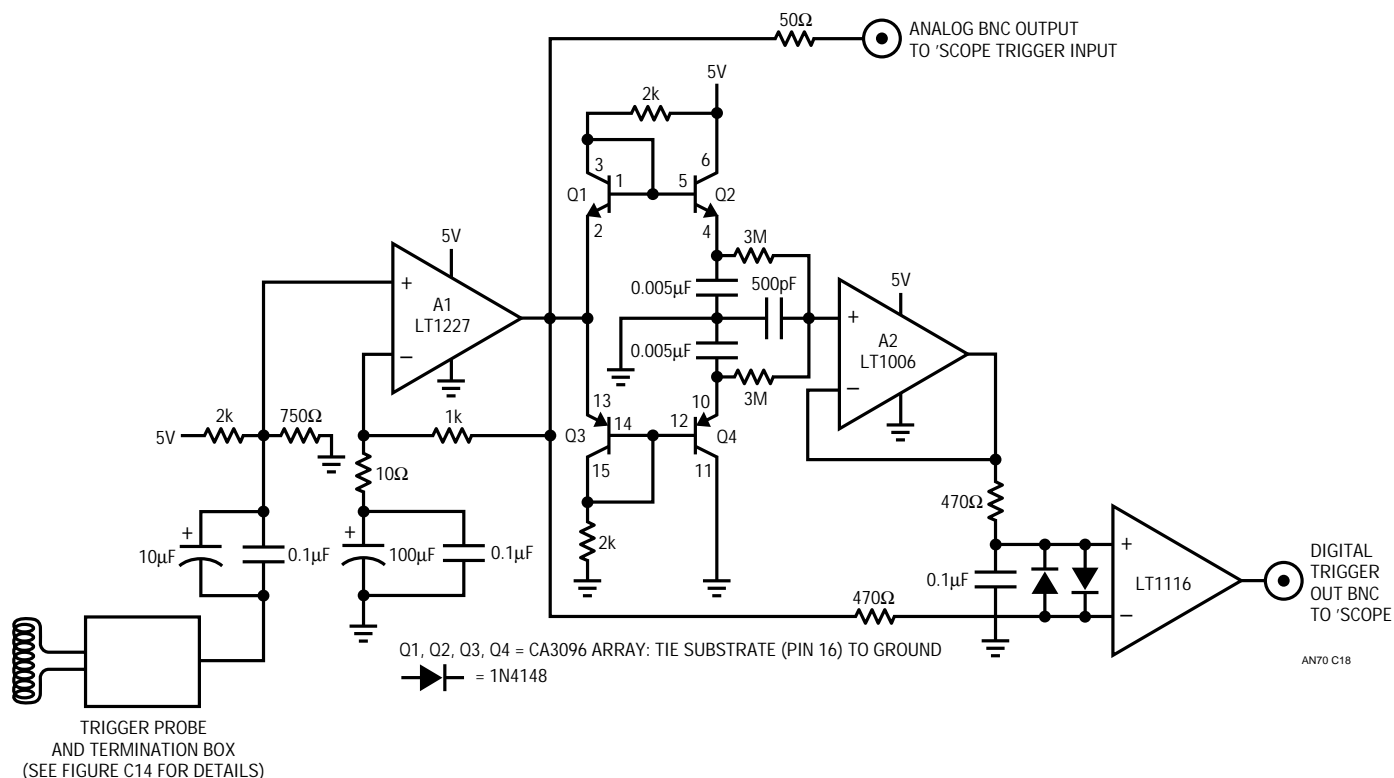 50Ω
ANALOG BNC OUTPUT
TO 'SCOPE TRIGGER INPUT
5V
2k
3
1
5
6
Q1
Q2
2
4
5V
3M
+
A1
LT1227
–
0.005µF
500pF
5V
+
A2
LT1006
–
0.005µF
3M
13
14
12
10
Q3
Q4
15
11
2k
5V
2k
750Ω
1k
10Ω
+
10µF
0.1µF
+
100µF
0.1µF
470Ω
0.1µF
470Ω
+
LT1116
–
DIGITAL
TRIGGER
OUT BNC
TO 'SCOPE
Q1, Q2, Q3, Q4 = CA3096 ARRAY: TIE SUBSTRATE (PIN 16) TO GROUND
= 1N4148
AN70 C18
TRIGGER PROBE
AND TERMINATION BOX
(SEE FIGURE C14 FOR DETAILS)